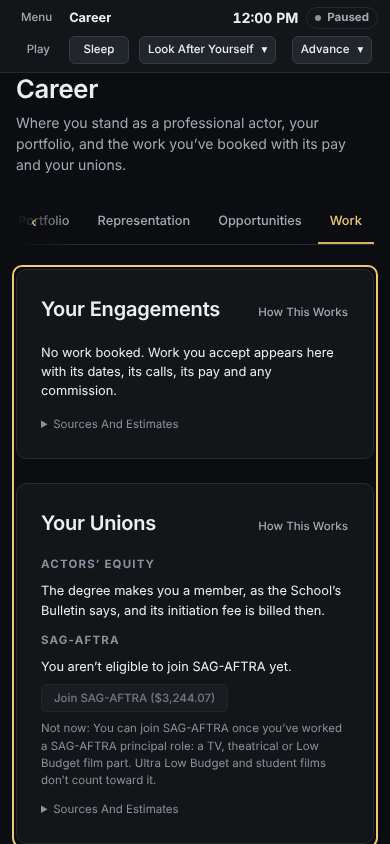 Menu Career 12:00 PM Paused
Play Sleep Look After Yourself ▾ Advance ▾
Career
Where you stand as a professional actor, your
portfolio, and the work you’ve booked with its pay
and your unions.
‹ Portfolio Representation Opportunities Work
Your Engagements How This Works
No work booked. Work you accept appears here
with its dates, its calls, its pay and any
commission.
▶ Sources And Estimates
Your Unions How This Works
ACTORS’ EQUITY
The degree makes you a member, as the School’s
Bulletin says, and its initiation fee is billed then.
SAG-AFTRA
You aren’t eligible to join SAG-AFTRA yet.
Join SAG-AFTRA ($3,244.07)
Not now: You can join SAG-AFTRA once you’ve worked
a SAG-AFTRA principal role: a TV, theatrical or Low
Budget film part. Ultra Low Budget and student films
don’t count toward it.
▶ Sources And Estimates